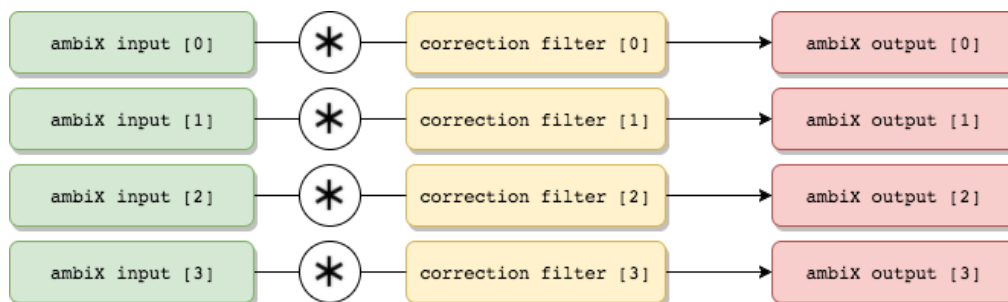 ambiX input [0] * correction filter [0] ambiX output [0]
ambiX input [1] * correction filter [1] ambiX output [1]
ambiX input [2] * correction filter [2] ambiX output [2]
ambiX input [3] * correction filter [3] ambiX output [3]